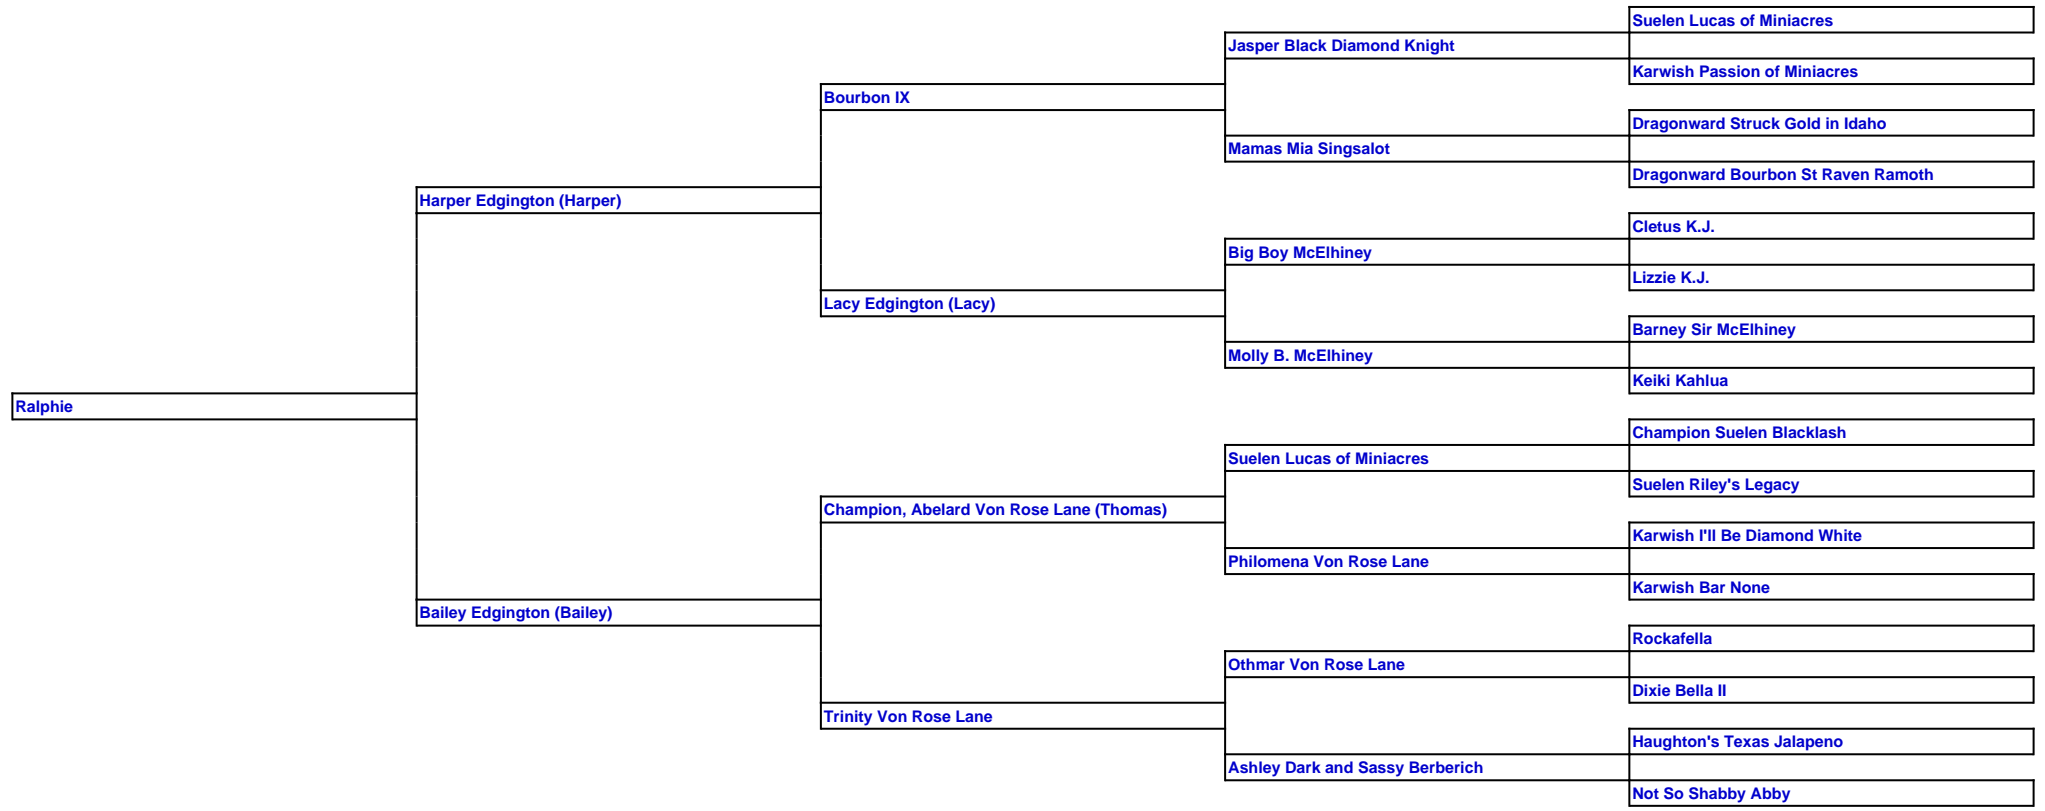 Suelen Lucas of Miniacres
Jasper Black Diamond Knight
Karwish Passion of Miniacres
Bourbon IX
Dragonward Struck Gold in Idaho
Mamas Mia Singsalot
Dragonward Bourbon St Raven Ramoth
Harper Edgington (Harper)
Cletus K.J.
Big Boy McElhiney
Lizzie K.J.
Lacy Edgington (Lacy)
Barney Sir McElhiney
Molly B. McElhiney
Keiki Kahlua
Ralphie
Champion Suelen Blacklash
Suelen Lucas of Miniacres
Suelen Riley's Legacy
Champion, Abelard Von Rose Lane (Thomas)
Karwish I'll Be Diamond White
Philomena Von Rose Lane
Karwish Bar None
Bailey Edgington (Bailey)
Rockafella
Othmar Von Rose Lane
Dixie Bella II
Trinity Von Rose Lane
Haughton's Texas Jalapeno
Ashley Dark and Sassy Berberich
Not So Shabby Abby